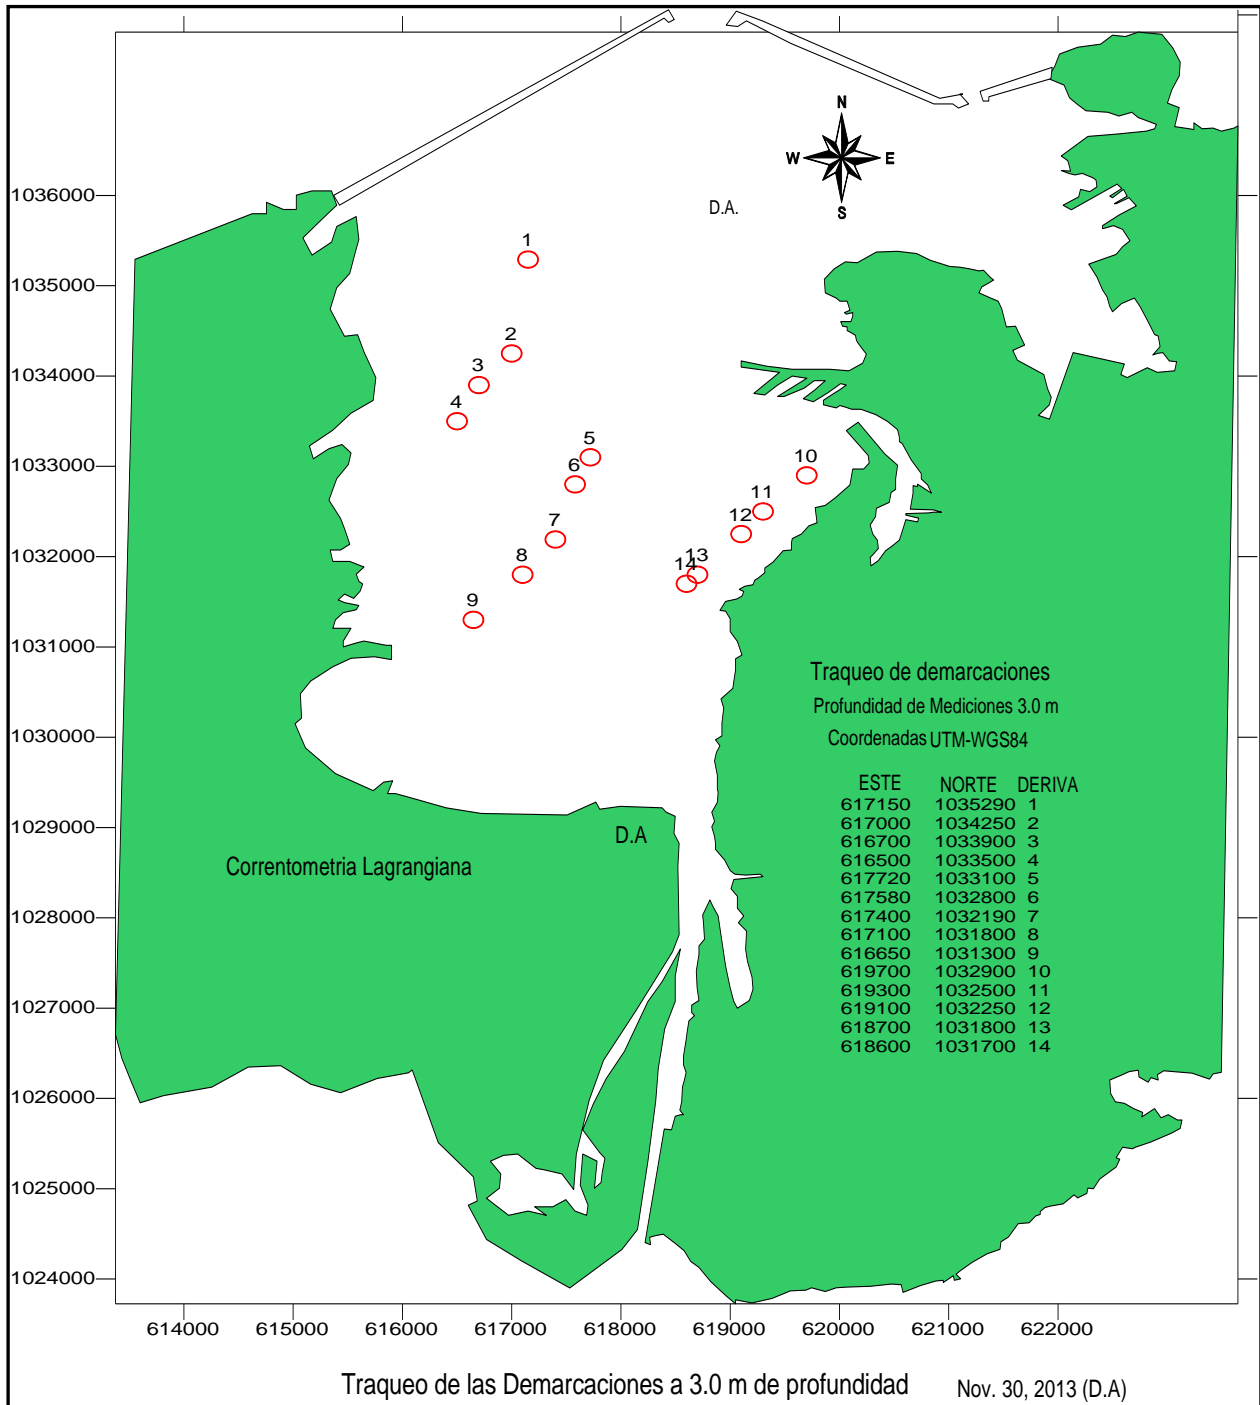 N
W E
S
D.A.
1036000
1
1035000
2
1034000
3
4
1033000
5
6
10
11
12
7
1032000
8
13
14
9
1031000
Traqueo de demarcaciones
Profundidad de Mediciones 3.0 m
1030000
Coordenadas UTM-WGS84
ESTE NORTE DERIVA
617150 1035290 1
617000 1034250 2
616700 1033900 3
616500 1033500 4
617720 1033100 5
617580 1032800 6
617400 1032190 7
617100 1031800 8
616650 1031300 9
619700 1032900 10
619300 1032500 11
619100 1032250 12
618700 1031800 13
618600 1031700 14
1029000
D.A
Correntometria Lagrangiana
1028000
1027000
1026000
1025000
1024000
614000 615000 616000 617000 618000 619000 620000 621000 622000
Traqueo de las Demarcaciones a 3.0 m de profundidad Nov. 30, 2013 (D.A)